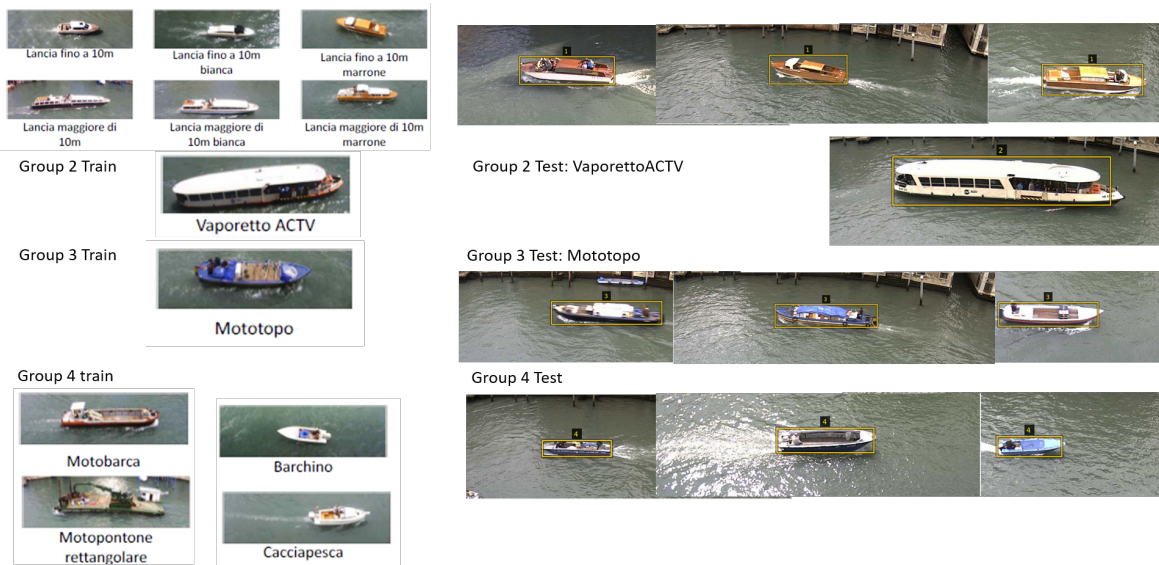 Lancia fino a 10m
Lancia fino a 10m
bianca
Lancia fino a 10m
marrone
Lancia maggiore di
10m
Lancia maggiore di
10m bianca
Lancia maggiore di 10m
marrone
1
1
1
Group 2 Train
Vaporetto ACTV
Group 2 Test: VaporettoACTV
2
Group 3 Train
Mototopo
Group 3 Test: Mototopo
3
3
3
Group 4 train
Motobarca
Barchino
Motopontone
rettangolare
Cacciapesca
Group 4 Test
4
4
4